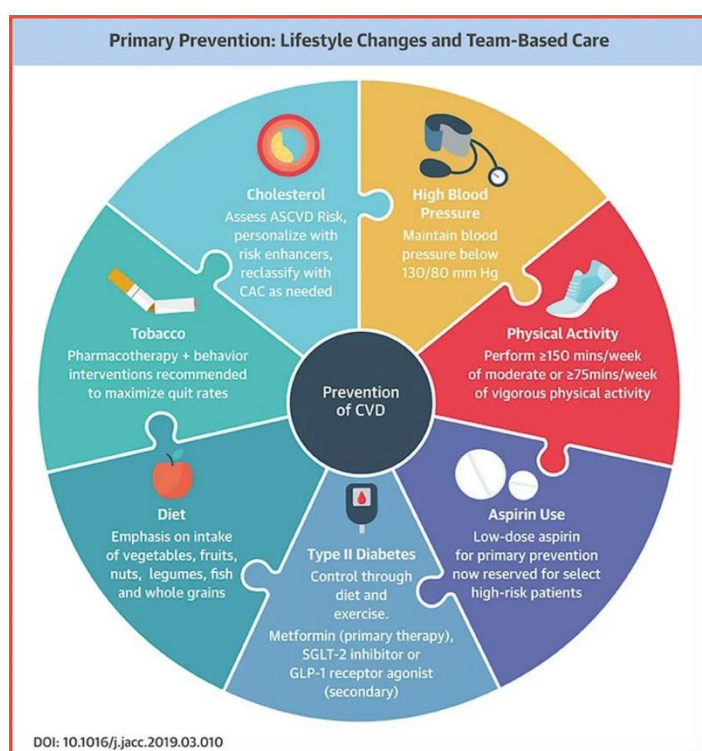 Primary Prevention: Lifestyle Changes and Team-Based Care
Cholesterol
Assess ASCVD Risk,
personalize with
risk enhancers,
reclassify with
CAC as needed
High Blood
Pressure
Maintain blood
pressure below
130/80 mm Hg
Physical Activity
Perform ≥150 mins/week
of moderate or ≥75mins/week
of vigorous physical activity
Aspirin Use
Low-dose aspirin
for primary prevention
now reserved for select
high-risk patients
Type II Diabetes
Control through
diet and
exercise.
Metformin (primary therapy),
SGLT-2 inhibitor or
GLP-1 receptor agonist
(secondary)
Diet
Emphasis on intake
of vegetables, fruits,
nuts, legumes, fish
and whole grains
Tobacco
Pharmacotherapy + behavior
interventions recommended
to maximize quit rates
Prevention
of CVD
DOI: 10.1016/j.jacc.2019.03.010